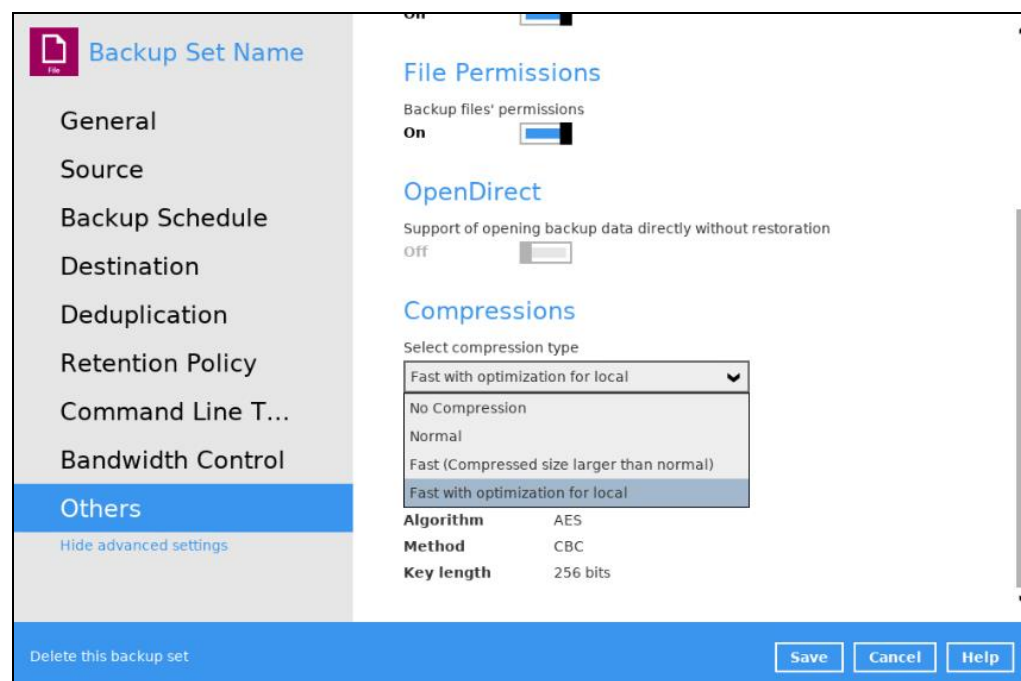 File
Backup Set Name
General
Source
Backup Schedule
Destination
Deduplication
Retention Policy
Command Line T...
Bandwidth Control
Others
Hide advanced settings
On
File Permissions
Backup files' permissions
On
OpenDirect
Support of opening backup data directly without restoration
Off
Compressions
Select compression type
Fast with optimization for local
No Compression
Normal
Fast (Compressed size larger than normal)
Fast with optimization for local
Algorithm AES
Method CBC
Key length 256 bits
Delete this backup set
Save Cancel Help